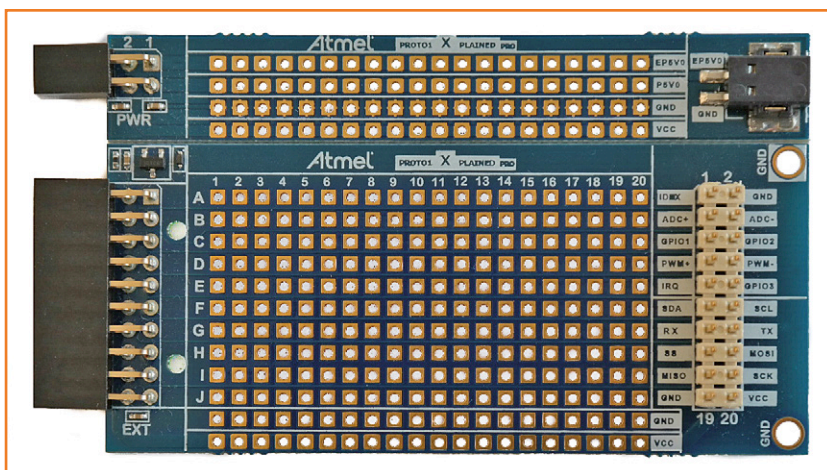 2 1
Atmel PROTO1 X PLAINED PRO
EP5V0 EP5V0
P5V0
GND GND
PWR
VCC
Atmel PROTO1 X PLAINED PRO
GND
1 2 3 4 5 6 7 8 9 10 11 12 13 14 15 16 17 18 19 20 1 2
A IDMX GND
B ADC+ ADC-
C GPIO1 GPIO2
D PWM+ PWM-
E IRQ GPIO3
F SDA SCL
G RX TX
H SS MOSI
I MISO SCK
J GND VCC
GND 19 20
EXT GND
VCC